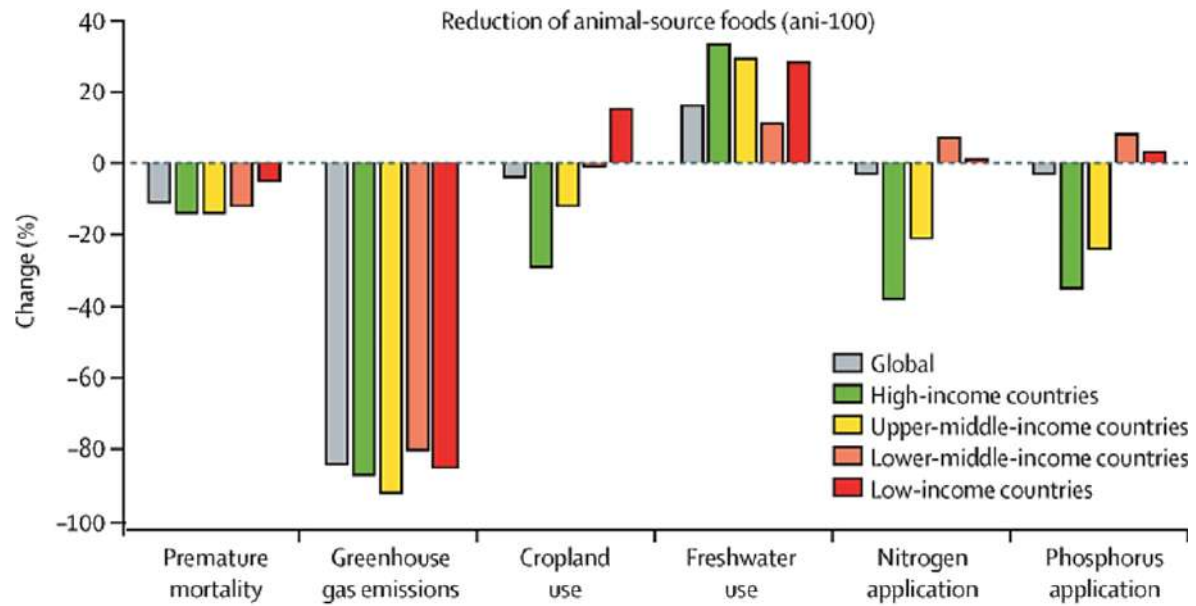 Reduction of animal-source foods (ani-100)
40
20
0
–20
–40
–60
–80
–100
Change (%)
Global
High-income countries
Upper-middle-income countries
Lower-middle-income countries
Low-income countries
Premature
mortality
Greenhouse
gas emissions
Cropland
use
Freshwater
use
Nitrogen
application
Phosphorus
application